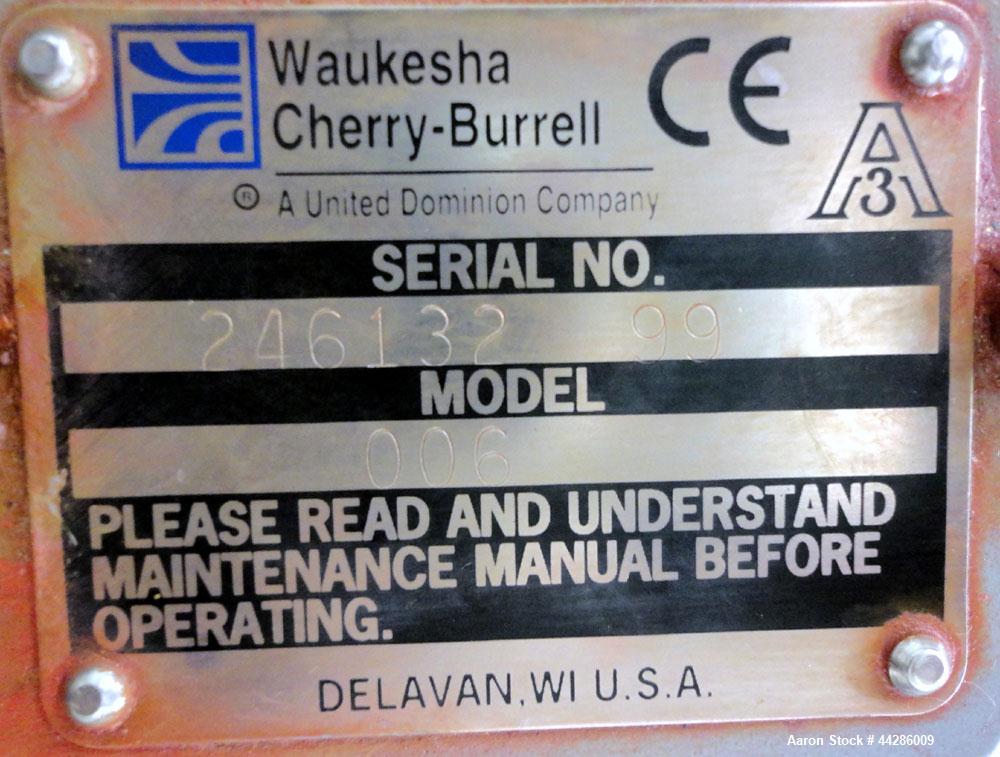 Waukesha
Cherry-Burrell
CE
A
3
® A United Dominion Company
SERIAL NO.
246132 99
MODEL
006
PLEASE READ AND UNDERSTAND
MAINTENANCE MANUAL BEFORE
OPERATING.
DELAVAN, WI U.S.A.
Aaron Stock # 44286009